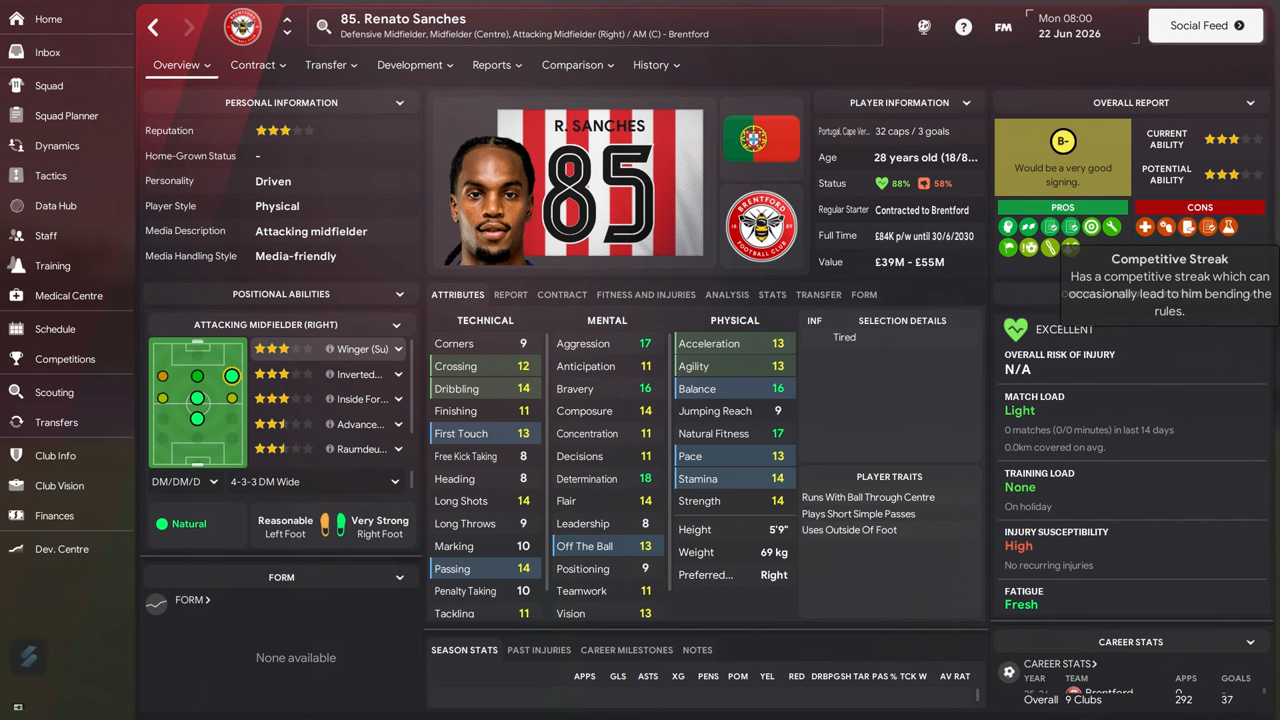 Home
Inbox
Squad
Squad Planner
Dynamics
Tactics
Data Hub
Staff
Training
Medical Centre
Schedule
Competitions
Scouting
Transfers
Club Info
Club Vision
Finances
Dev. Centre
85. Renato Sanches
Defensive Midfielder, Midfielder (Centre), Attacking Midfielder (Right) / AM (C) - Brentford
?
FM
Mon 08:00
22 Jun 2026
Social Feed
Overview
Contract
Transfer
Development
Reports
Comparison
History
PERSONAL INFORMATION
Reputation
Home-Grown Status -
Personality Driven
Player Style Physical
Media Description Attacking midfielder
Media Handling Style Media-friendly
R. SANCHES
85
BRENTFORD
FOOTBALL CLUB
PLAYER INFORMATION
Portugal, Cape Ver... 32 caps / 3 goals
Age 28 years old (18/8...
Status 88% 58%
Regular Starter Contracted to Brentford
Full Time £84K p/w until 30/6/2030
Value £39M - £55M
OVERALL REPORT
B-
Would be a very good
signing.
CURRENT
ABILITY
POTENTIAL
ABILITY
PROS
CONS
Competitive Streak
Has a competitive streak which can
occasionally lead to him bending the
rules.
POSITIONAL ABILITIES
ATTACKING MIDFIELDER (RIGHT)
Winger (Su)
Inverted...
Inside For...
Advance...
Raumdeu...
DM/DM/D
4-3-3 DM Wide
Natural
Reasonable
Left Foot
Very Strong
Right Foot
FORM
FORM
None available
ATTRIBUTES
REPORT
CONTRACT
FITNESS AND INJURIES
ANALYSIS
STATS
TRANSFER
FORM
TECHNICAL
Corners 9
Crossing 12
Dribbling 14
Finishing 11
First Touch 13
Free Kick Taking 8
Heading 8
Long Shots 14
Long Throws 9
Marking 10
Passing 14
Penalty Taking 10
Tackling 11
MENTAL
Aggression 17
Anticipation 11
Bravery 16
Composure 14
Concentration 11
Decisions 11
Determination 18
Flair 14
Leadership 8
Off The Ball 13
Positioning 9
Teamwork 11
Vision 13
PHYSICAL
Acceleration 13
Agility 13
Balance 16
Jumping Reach 9
Natural Fitness 17
Pace 13
Stamina 14
Strength 14
Height 5'9"
Weight 69 kg
Preferred... Right
INF SELECTION DETAILS
Tired
PLAYER TRAITS
Runs With Ball Through Centre
Plays Short Simple Passes
Uses Outside Of Foot
EXCELLENT
OVERALL RISK OF INJURY
N/A
MATCH LOAD
Light
0 matches (0/0 minutes) in last 14 days
0.0km covered on avg.
TRAINING LOAD
None
On holiday
INJURY SUSCEPTIBILITY
High
No recurring injuries
FATIGUE
Fresh
SEASON STATS
PAST INJURIES
CAREER MILESTONES
NOTES
APPS GLS ASTS XG PENS POM YEL RED DRBPG SH TAR PAS % TCK W AV RAT
CAREER STATS
CAREER STATS
YEAR TEAM APPS GOALS
25-26 Brentford 0 -
Overall 9 Clubs 292 37